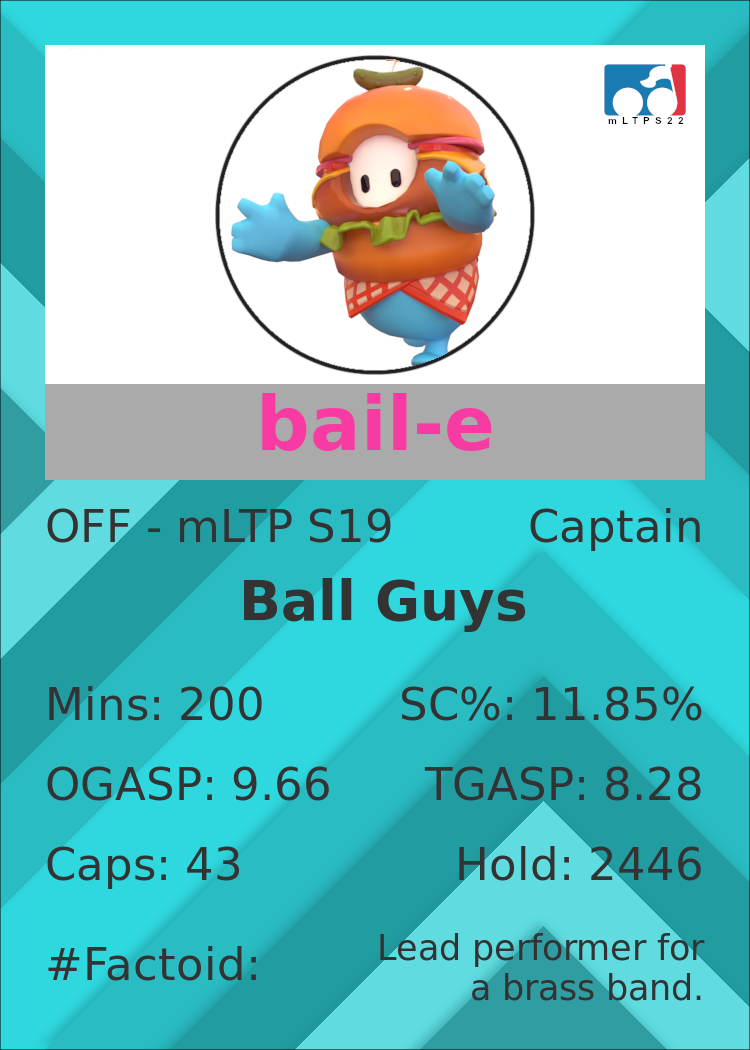 mLTPS22
bail-e
OFF - mLTP S19 Captain
Ball Guys
Mins: 200 SC%: 11.85%
OGASP: 9.66 TGASP: 8.28
Caps: 43 Hold: 2446
#Factoid: Lead performer for
a brass band.